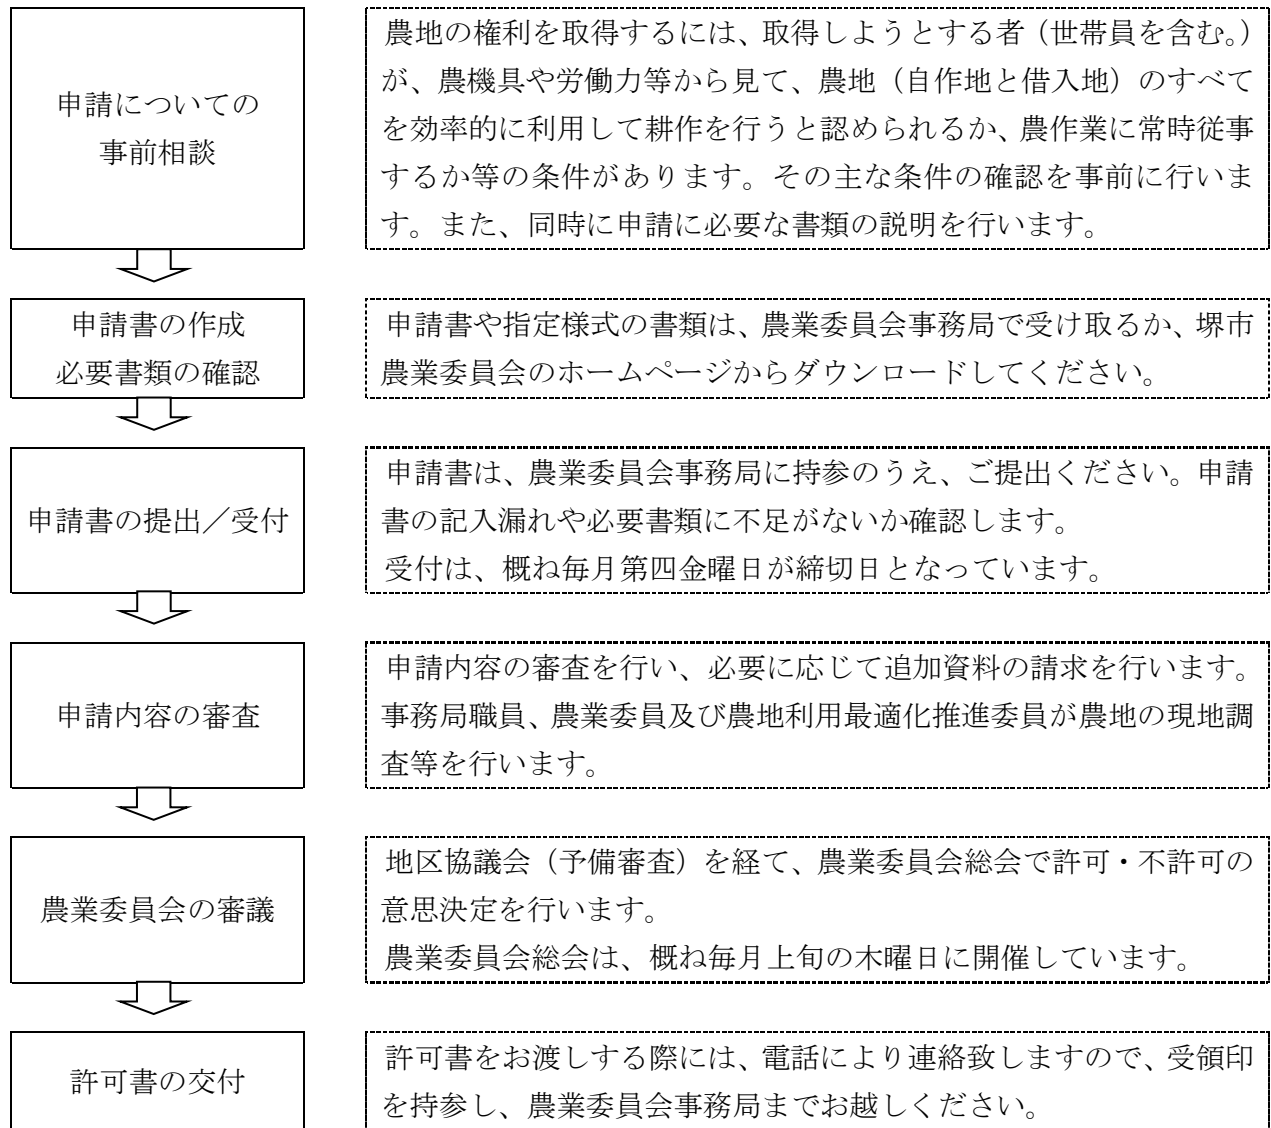 申請についての
事前相談
農地の権利を取得するには、取得しようとする者（世帯員を含む。）
が、農機具や労働力等から見て、農地（自作地と借入地）のすべて
を効率的に利用して耕作を行うと認められるか、農作業に常時従事
するか等の条件があります。その主な条件の確認を事前に行いま
す。また、同時に申請に必要な書類の説明を行います。
申請書の作成
必要書類の確認
申請書や指定様式の書類は、農業委員会事務局で受け取るか、堺市
農業委員会のホームページからダウンロードしてください。
申請書の提出／受付
申請書は、農業委員会事務局に持参のうえ、ご提出ください。申請
書の記入漏れや必要書類に不足がないか確認します。
受付は、概ね毎月第四金曜日が締切日となっています。
申請内容の審査
申請内容の審査を行い、必要に応じて追加資料の請求を行います。
事務局職員、農業委員及び農地利用最適化推進委員が農地の現地調
査等を行います。
農業委員会の審議
地区協議会（予備審査）を経て、農業委員会総会で許可・不許可の
意思決定を行います。
農業委員会総会は、概ね毎月上旬の木曜日に開催しています。
許可書の交付
許可書をお渡しする際には、電話により連絡致しますので、受領印
を持参し、農業委員会事務局までお越しください。